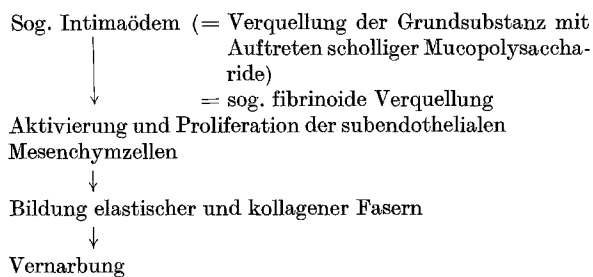 Sog. Intimaödem (= Verquellung der Grundsubstanz mit
Auftreten scholliger Mucopolysaccha-
ride)
= sog. fibrinoide Verquellung
Aktivierung und Proliferation der subendothelialen
Mesenchymzellen
Bildung elastischer und kollagener Fasern
Vernarbung